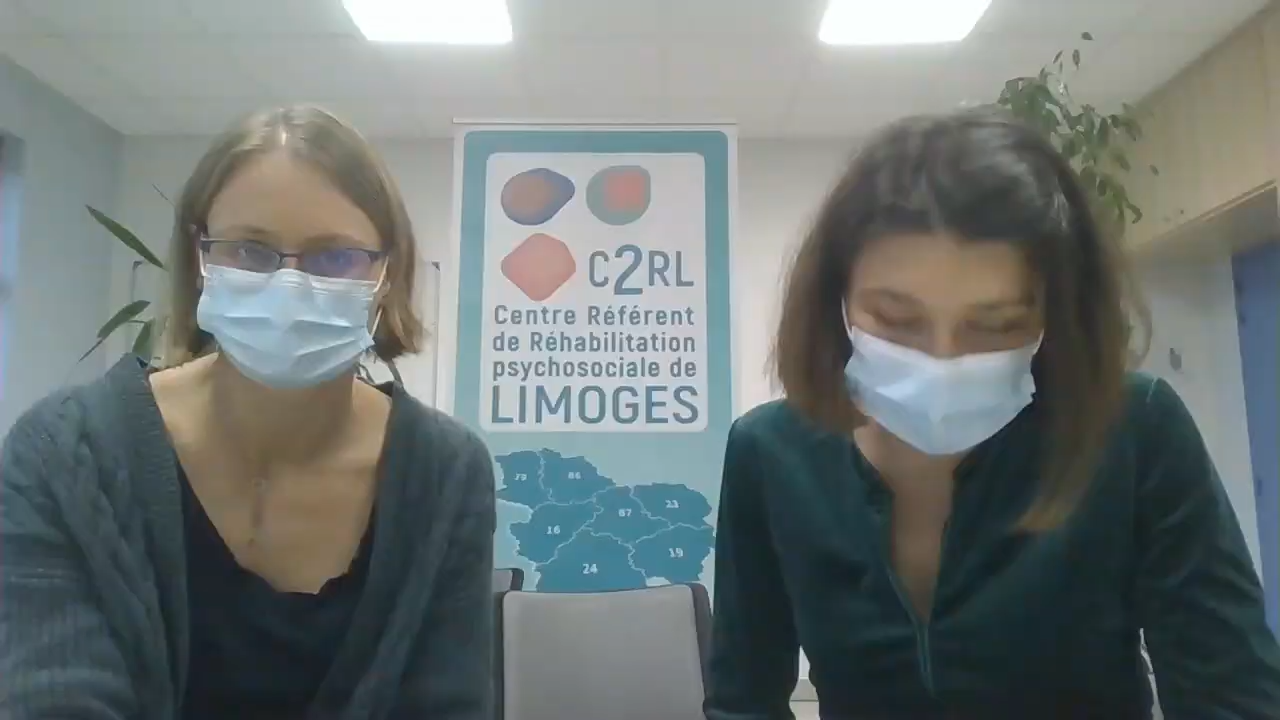 C2RL
Centre Référent
de Réhabilitation
psychosociale de
LIMOGES
79
86
87
23
16
19
24